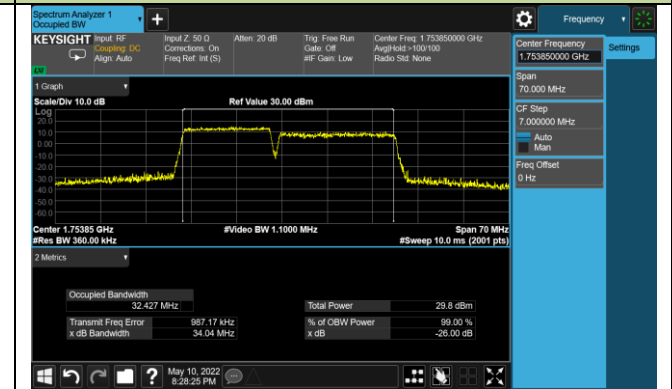 Spectrum Analyzer 1
Occupied BW
Frequency
KEYSIGHT
Input: RF
Coupling: DC
Align: Auto
Input Z: 50 Ω
Corrections: On
Freq Ref: Int (S)
Atten: 20 dB
Trig: Free Run
Gate: Off
#IF Gain: Low
Center Freq: 1.753850000 GHz
Avg|Hold:>100/100
Radio Std: None
Center Frequency
1.753850000 GHz
Settings
Span
70.000 MHz
CF Step
7.000000 MHz
Auto
Man
Freq Offset
0 Hz
1 Graph
Scale/Div 10.0 dB
Ref Value 30.00 dBm
Log
20.0
10.0
0.00
-10.0
-20.0
-30.0
-40.0
-50.0
-60.0
Center 1.75385 GHz
#Video BW 1.1000 MHz
Span 70 MHz
#Res BW 360.00 kHz
#Sweep 10.0 ms (2001 pts)
2 Metrics
Occupied Bandwidth
32.427 MHz
Total Power
29.8 dBm
Transmit Freq Error
987.17 kHz
% of OBW Power
99.00 %
x dB Bandwidth
34.04 MHz
x dB
-26.00 dB
May 10, 2022
8:28:25 PM